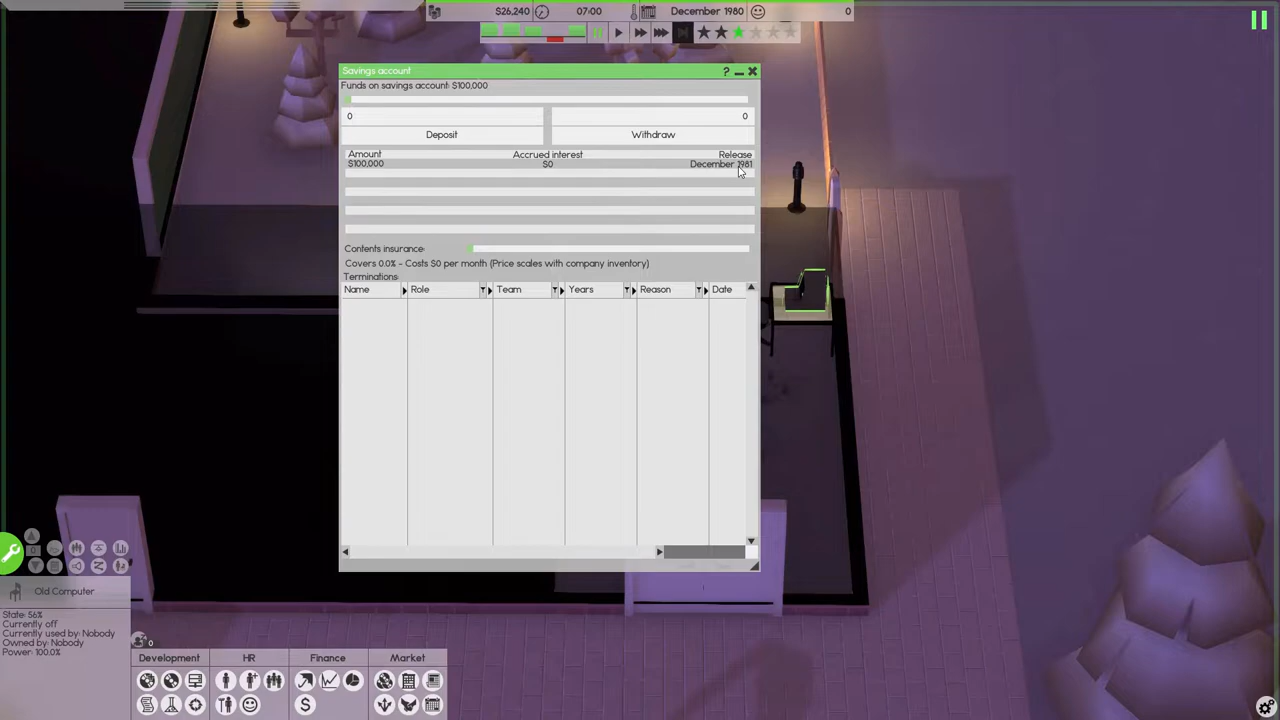 $26,240 07:00 December 1980 0
Savings account ?
Funds on savings account: $100,000
0 0
Deposit Withdraw
Amount Accrued interest Release
$100,000 $0 December 1981
Contents insurance:
Covers 0.0% - Costs $0 per month (Price scales with company inventory)
Terminations:
Name Role Team Years Reason Date
0
Old Computer
State: 56%
Currently off
Currently used by: Nobody
Owned by: Nobody
Power: 100.0%
0
Development HR Finance Market
$